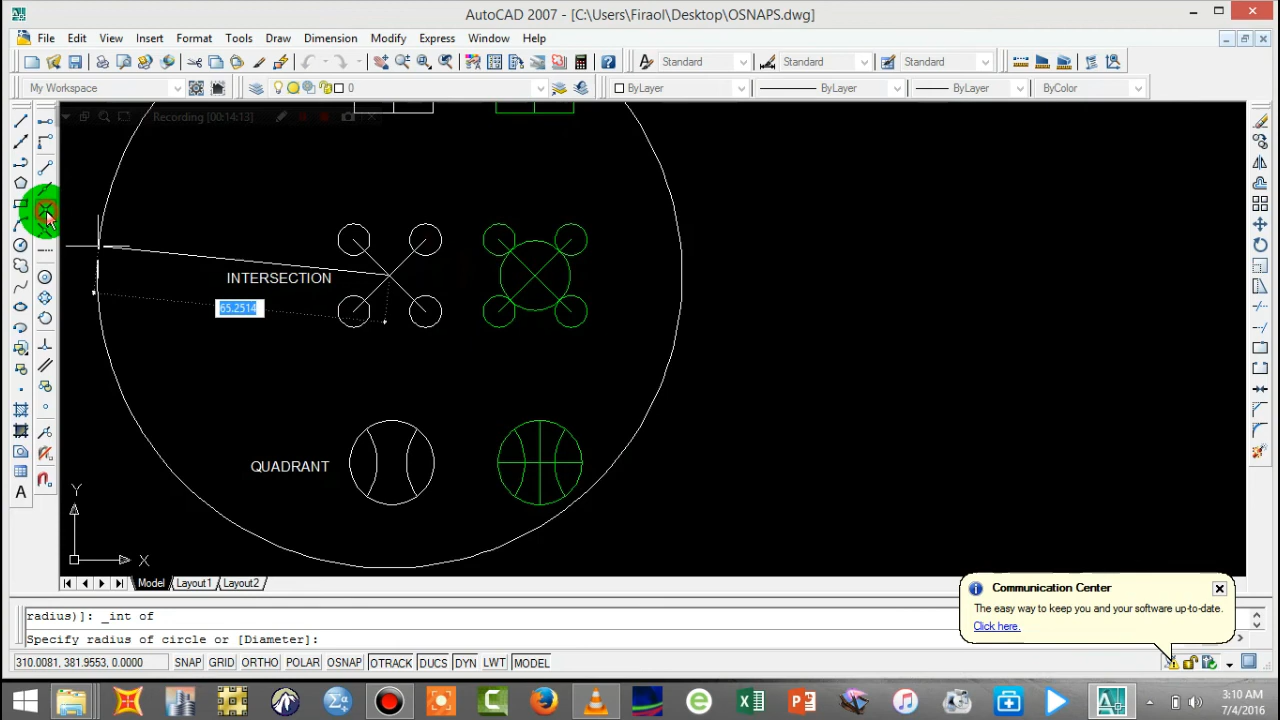 AutoCAD 2007 - [C:\Users\Firaol\Desktop\OSNAPS.dwg]
File Edit View Insert Format Tools Draw Dimension Modify Express Window Help
Standard Standard Standard
My Workspace 0 ByLayer ByLayer ByLayer ByColor
Recording [00:14:13]
INTERSECTION
65.2514
QUADRANT
Y
X
A
Model Layout1 Layout2
Communication Center
The easy way to keep you and your software up-to-date.
Click here.
radius)]: _int of
Specify radius of circle or [Diameter]:
310.0081, 381.9553, 0.0000 SNAP GRID ORTHO POLAR OSNAP OTRACK DUCS DYN LWT MODEL
3:10 AM
7/4/2016